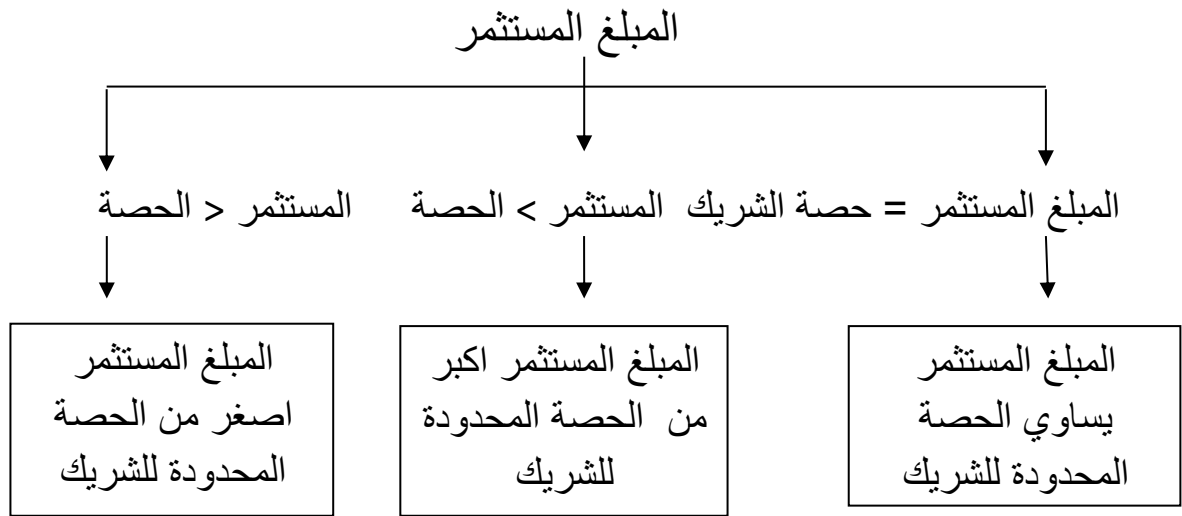 المبلغ المستثمر
المبلغ المستثمر = حصة الشريك
المستثمر > الحصة
المستثمر < الحصة
المبلغ المستثمر
يساوي الحصة
المحدودة للشريك
المبلغ المستثمر اكبر
من الحصة المحدودة
للشريك
المبلغ المستثمر
اصغر من الحصة
المحدودة للشريك